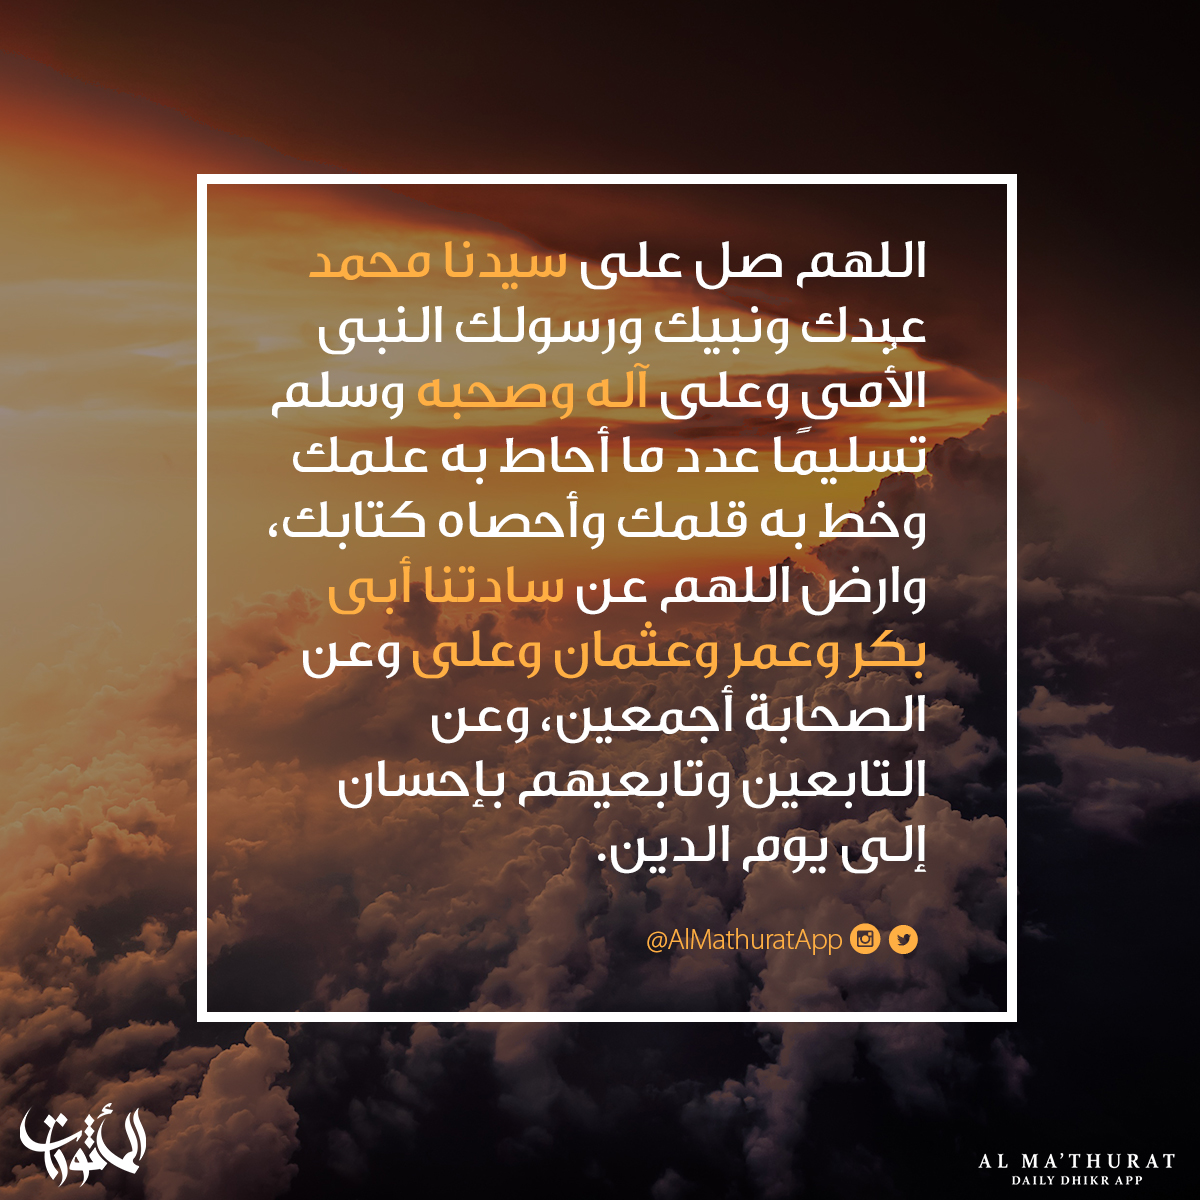 اللهم صل على سيدنا محمد
عبدك ونبيك ورسولك النبى
الأُمى وعلى آله وصحبه وسلم
تسليمًا عدد ما أحاط به علمك
وخط به قلمك وأحصاه كتابك،
وارض اللهم عن سادتنا أبى
بكر وعمر وعثمان وعلى وعن
الصحابة أجمعين، وعن
التابعين وتابعيهم بإحسان
إلى يوم الدين.
@AlMathuratApp
المأثورات
AL MA'THURAT
DAILY DHIKR APP